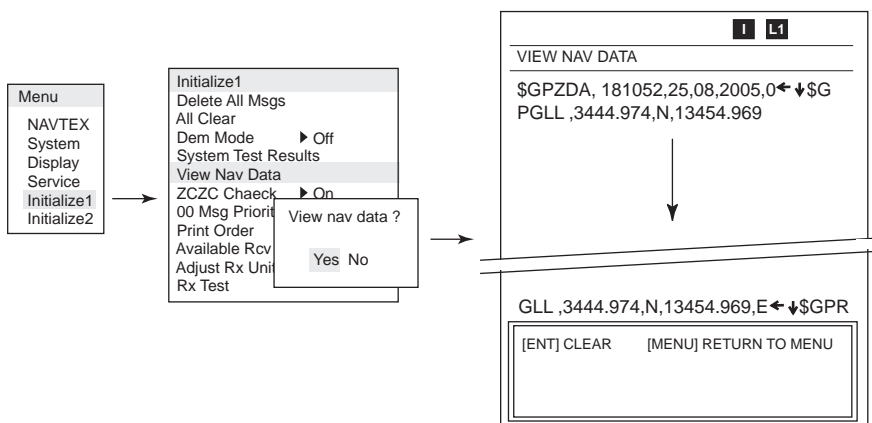 Menu
NAVTEX
System
Display
Service
Initialize1
Initialize2
Initialize1
Delete All Msgs
All Clear
Dem Mode ▶ Off
System Test Results
View Nav Data
ZCZC Chaeck ▶ On
00 Msg Priorit
Print Order
Available Rcv
Adjust Rx Unit
Rx Test
View nav data ?
Yes No
I L1
VIEW NAV DATA
$GPZDA, 181052,25,08,2005,0←↓$G
PGLL ,3444.974,N,13454.969
GLL ,3444.974,N,13454.969,E←↓$GPR
[ENT] CLEAR [MENU] RETURN TO MENU